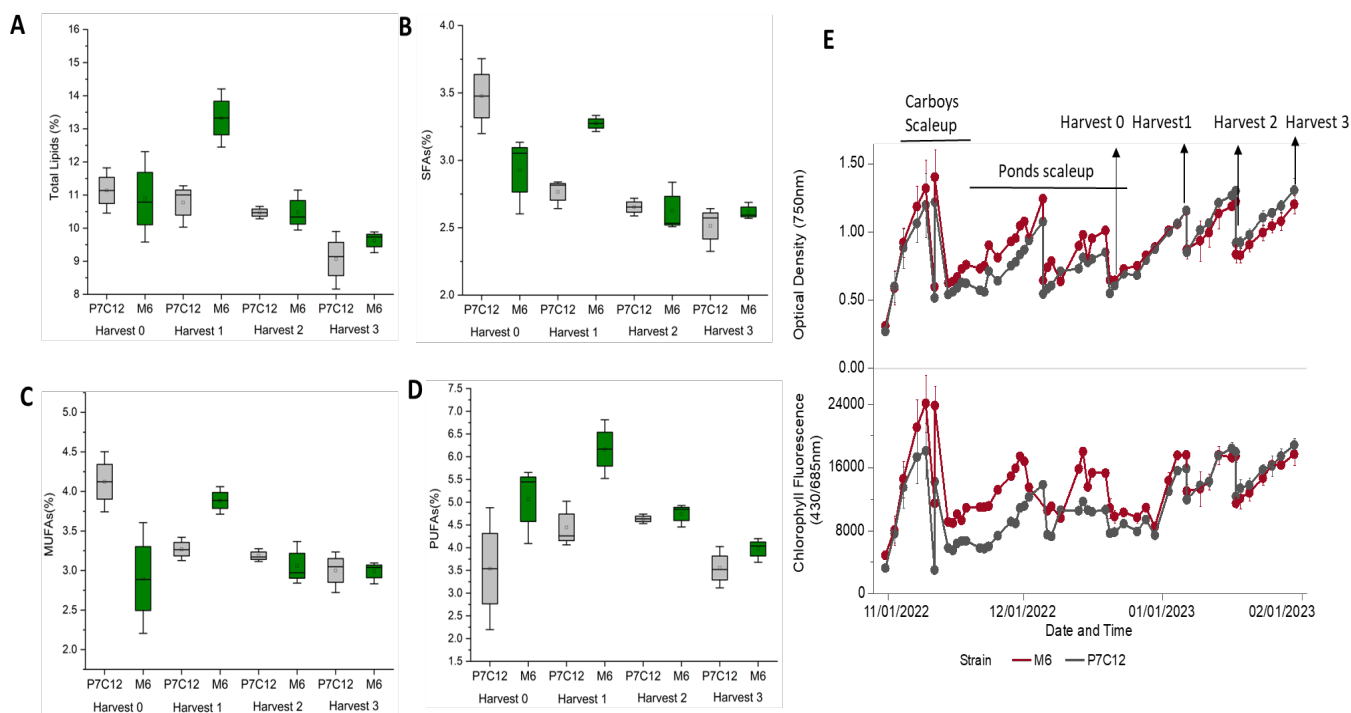 A
Total Lipids (%)
16
15
14
13
12
11
10
9
8
P7C12 M6 P7C12 M6 P7C12 M6 P7C12 M6
Harvest 0 Harvest 1 Harvest 2 Harvest 3
B
SFAs(%)
4.0
3.5
3.0
2.5
2.0
P7C12 M6 P7C12 M6 P7C12 M6 P7C12 M6
Harvest 0 Harvest 1 Harvest 2 Harvest 3
C
MUFAs(%)
5.0
4.5
4.0
3.5
3.0
2.5
2.0
P7C12 M6 P7C12 M6 P7C12 M6 P7C12 M6
Harvest 0 Harvest 1 Harvest 2 Harvest 3
D
PUFAs(%)
7.5
7.0
6.5
6.0
5.5
5.0
4.5
4.0
3.5
3.0
2.5
2.0
1.5
P7C12 M6 P7C12 M6 P7C12 M6 P7C12 M6
Harvest 0 Harvest 1 Harvest 2 Harvest 3
E
Carboys
Scaleup
Ponds scaleup
Harvest 0 Harvest1 Harvest 2 Harvest 3
Optical Density (750nm)
1.50
1.00
0.50
0.00
Chlorophyll Fluorescence
(430/685nm)
24000
16000
8000
0
11/01/2022 12/01/2022 01/01/2023 02/01/2023
Date and Time
Strain M6 P7C12